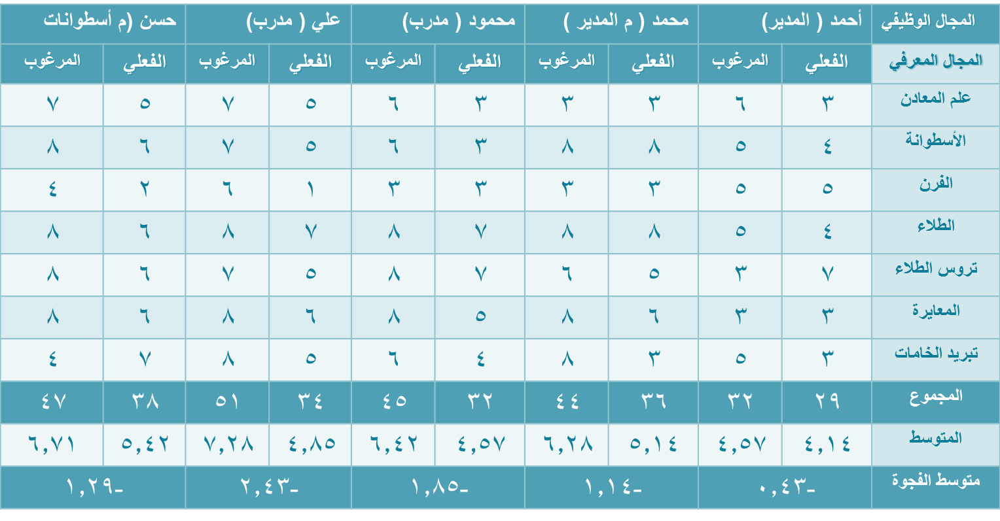 المجال الوظيفي أحمد ( المدير) محمد ( م المدير ) محمود ( مدرب) علي ( مدرب) حسن (م أسطوانات
المجال المعرفي الفعلي المرغوب الفعلي المرغوب الفعلي المرغوب الفعلي المرغوب الفعلي المرغوب
علم المعادن ٣ ٦ ٣ ٣ ٣ ٦ ٥ ٧ ٥ ٧
الأسطوانة ٤ ٥ ٨ ٨ ٣ ٦ ٥ ٧ ٦ ٨
الفرن ٥ ٥ ٣ ٣ ٣ ٣ ١ ٦ ٢ ٤
الطلاء ٤ ٥ ٨ ٨ ٧ ٨ ٧ ٨ ٦ ٨
تروس الطلاء ٧ ٣ ٥ ٦ ٧ ٨ ٥ ٧ ٦ ٨
المعايرة ٣ ٣ ٦ ٨ ٥ ٨ ٦ ٨ ٦ ٨
تبريد الخامات ٣ ٥ ٣ ٨ ٤ ٦ ٥ ٨ ٧ ٤
المجموع ٢٩ ٣٢ ٣٦ ٤٤ ٣٢ ٤٥ ٣٤ ٥١ ٣٨ ٤٧
المتوسط ٤,١٤ ٤,٥٧ ٥,١٤ ٦,٢٨ ٤,٥٧ ٦,٤٢ ٤,٨٥ ٧,٢٨ ٥,٤٢ ٦,٧١
متوسط الفجوة -٠,٤٣ -١,١٤ -١,٨٥ -٢,٤٣ -١,٢٩